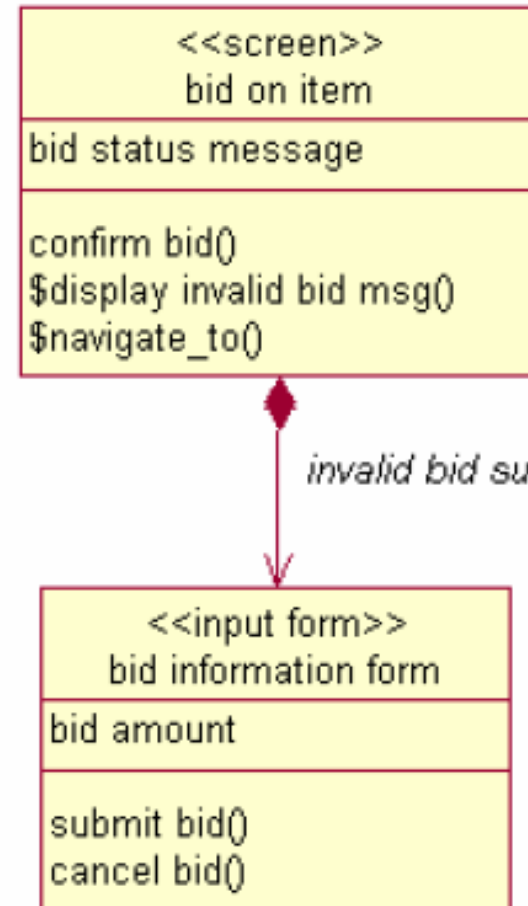 <<screen>>
bid on item
bid status message
confirm bid()
$display invalid bid msg()
$navigate_to()
invalid bid su
<<input form>>
bid information form
bid amount
submit bid()
cancel bid()